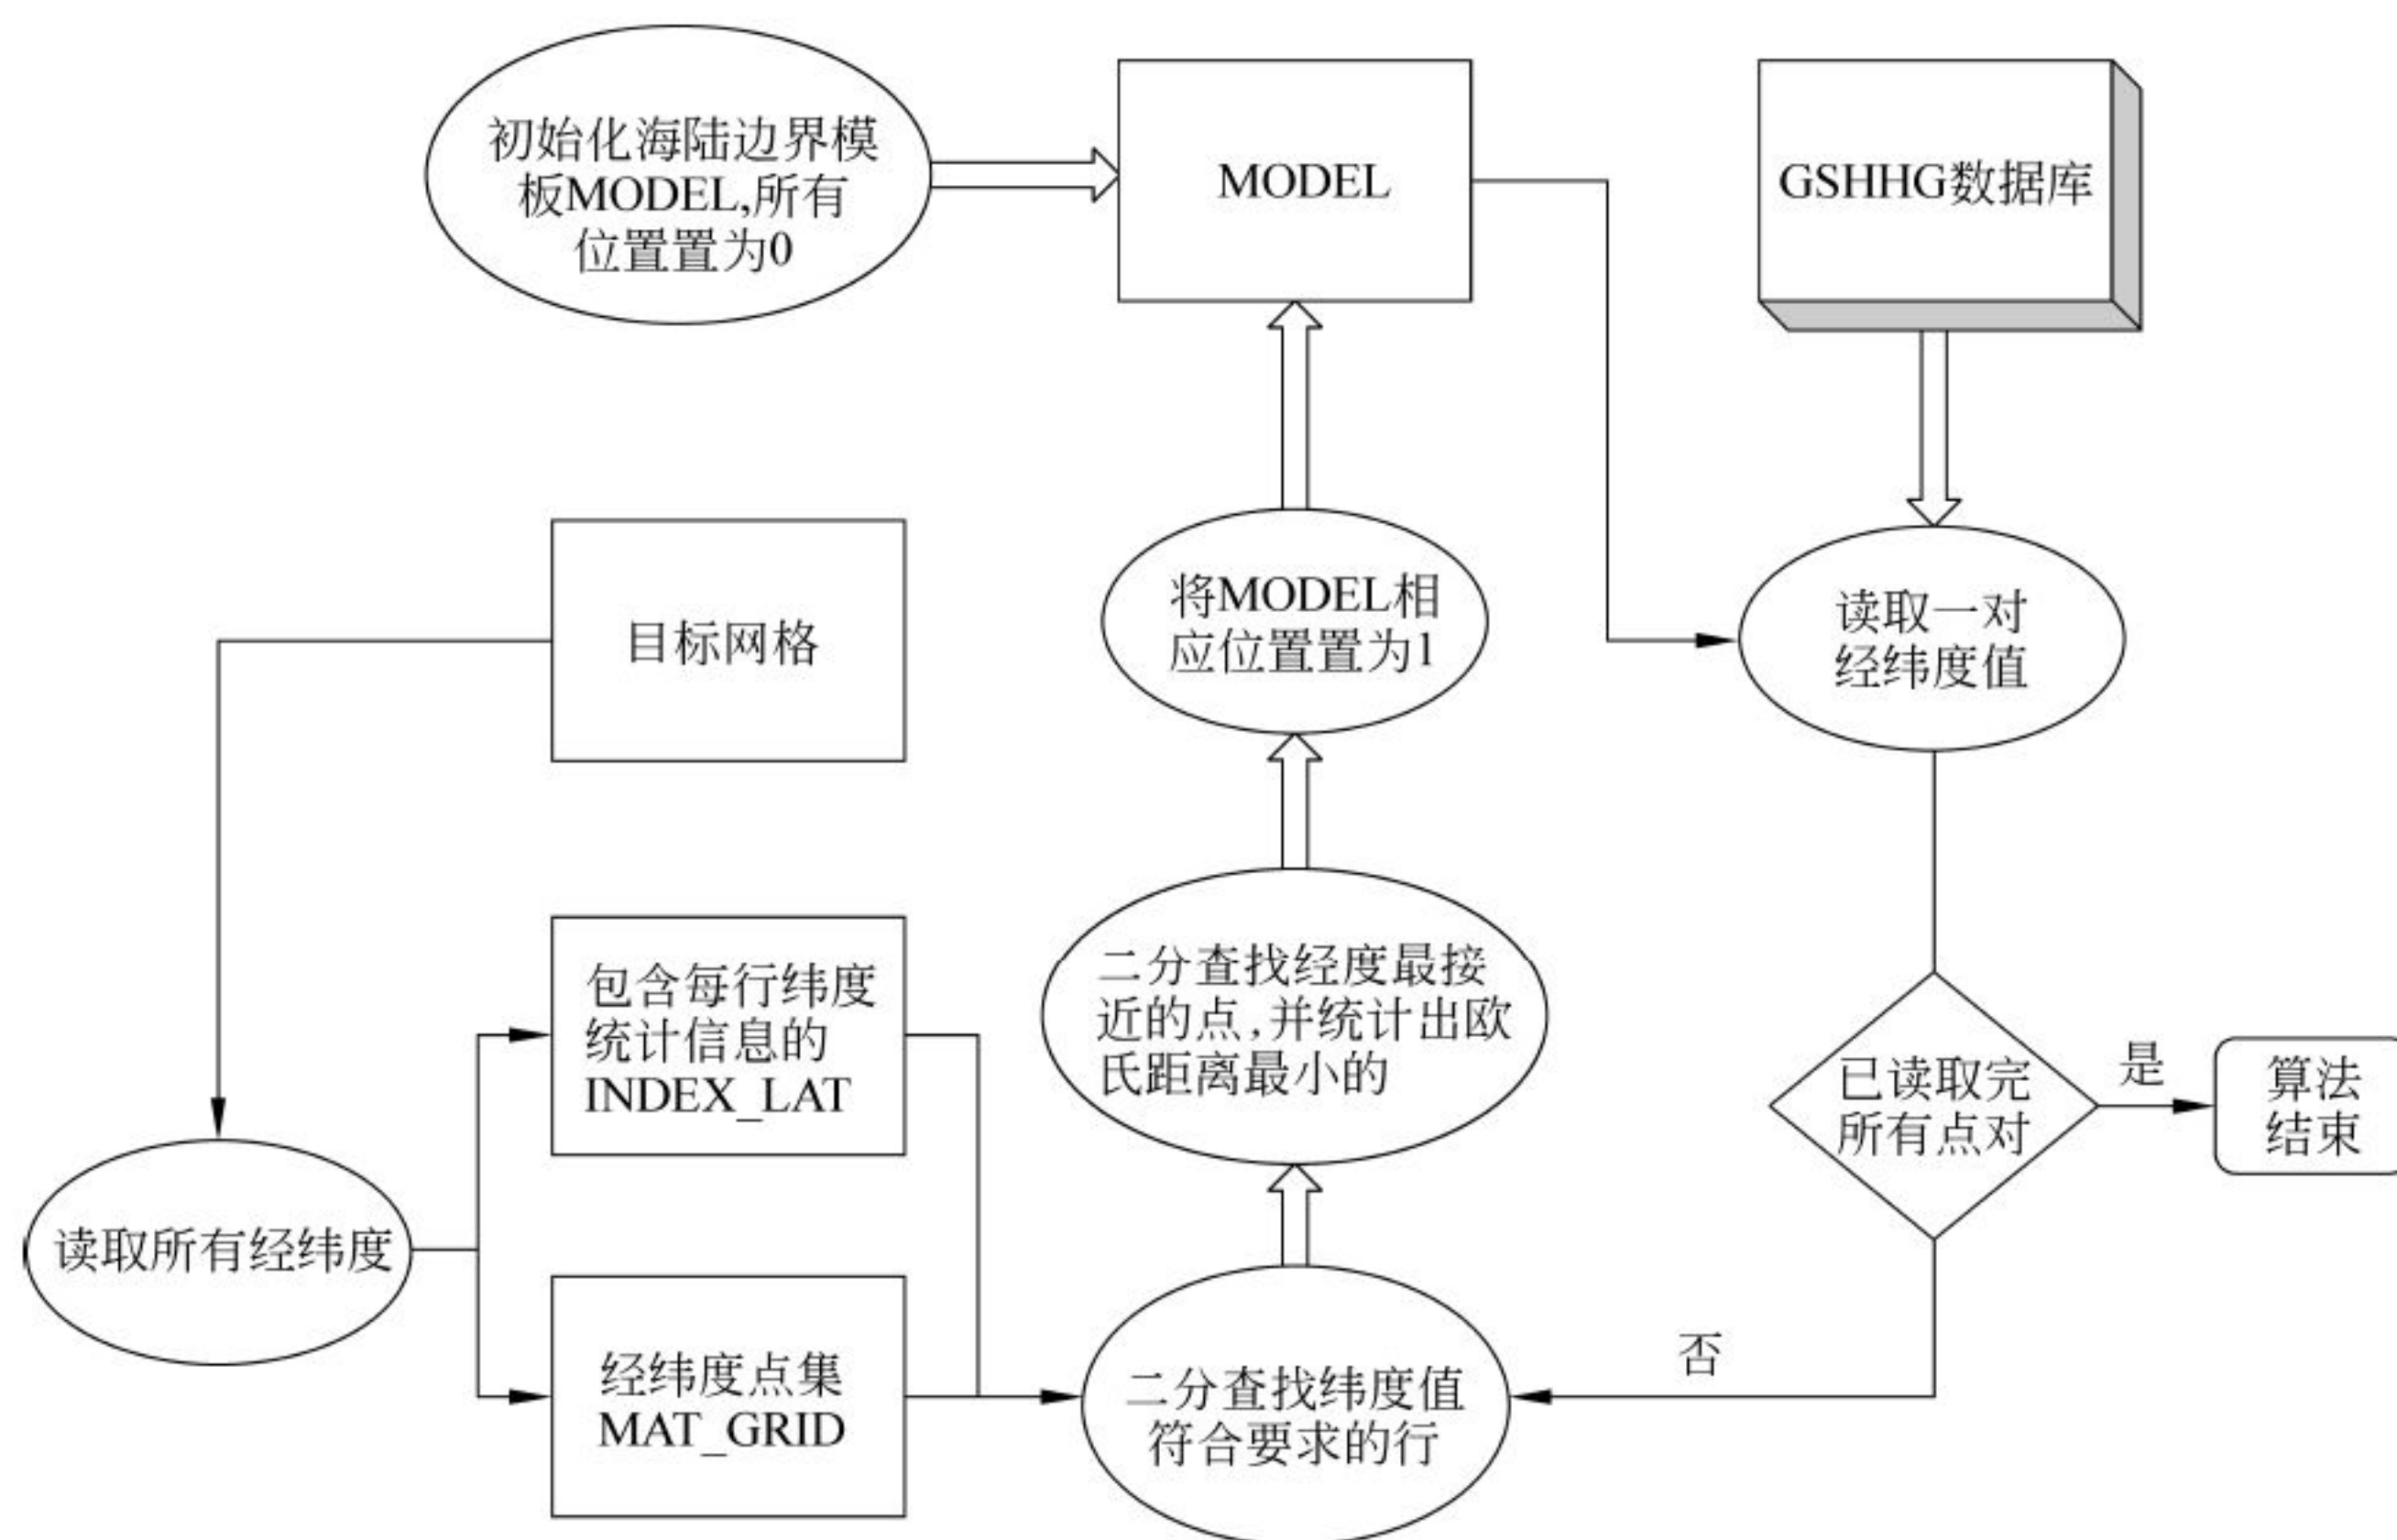 初始化海陆边界模
板MODEL,所有
位置置为0
MODEL
GSHHG数据库
目标网格
将MODEL相
应位置置为1
读取一对
经纬度值
包含每行纬度
统计信息的
INDEX_LAT
二分查找经度最接
近的点,并统计出欧
氏距离最小的
已读取完
所有点对
是
算法
结束
读取所有经纬度
经纬度点集
MAT_GRID
二分查找纬度值
符合要求的行
否